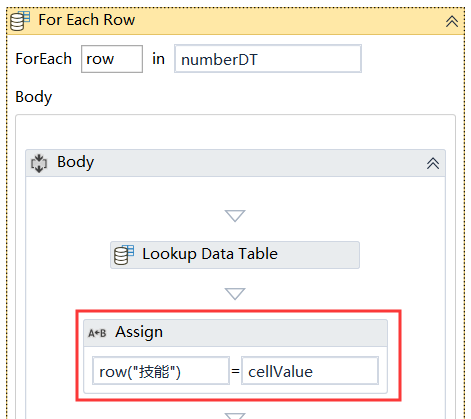 For Each Row
ForEach row in numberDT
Body
Body
Lookup Data Table
A←B Assign
row("技能") = cellValue